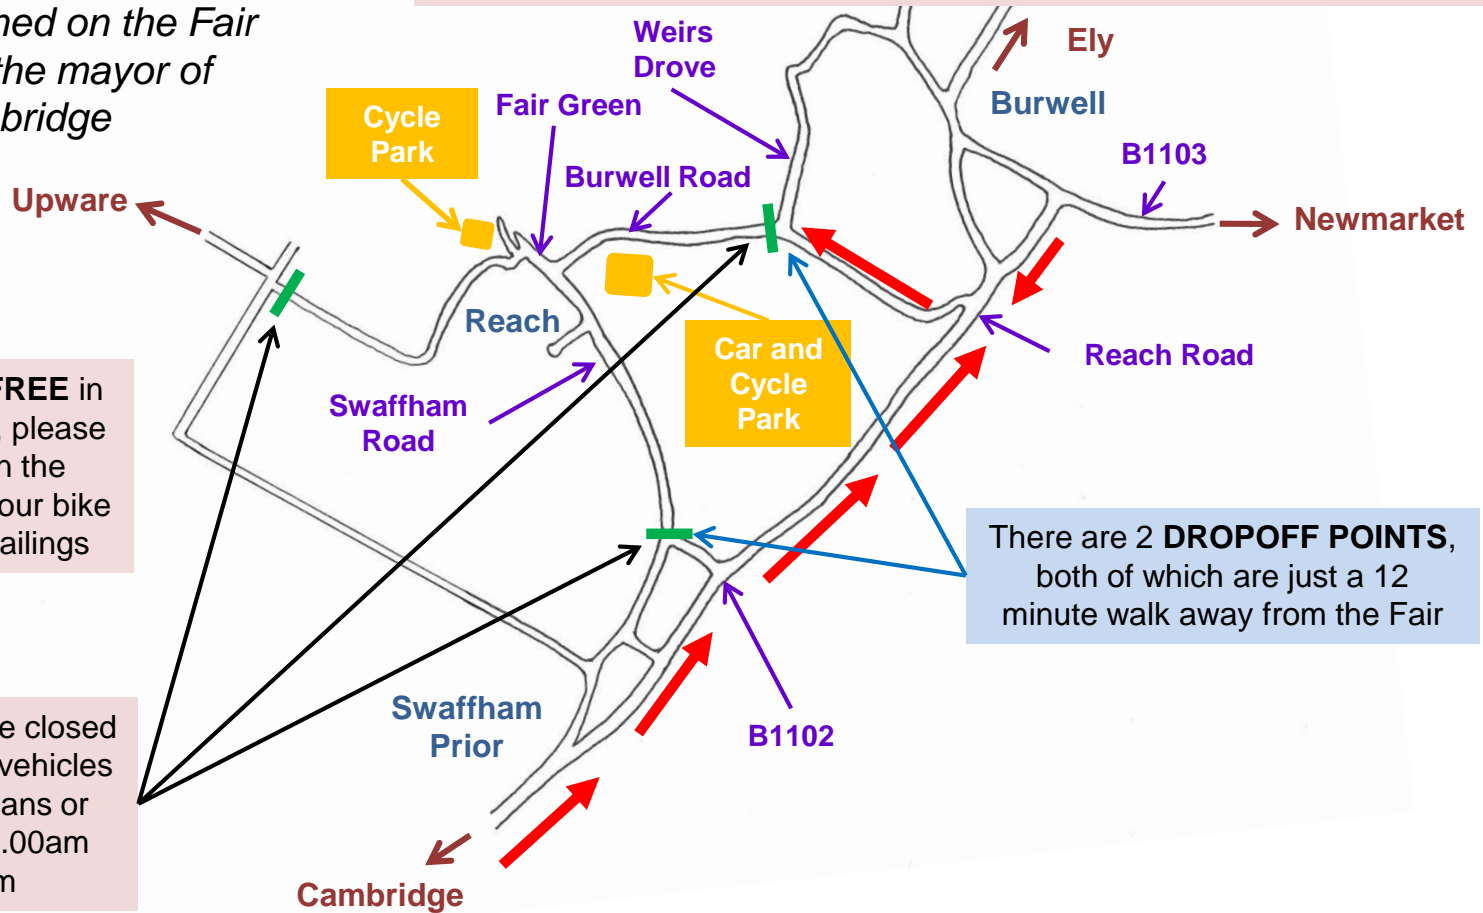 ned on the Fair
the mayor of
bridge
Weirs
Drove
Ely
Burwell
Cycle
Park
Fair Green
B1103
Burwell Road
Upware
Newmarket
Reach
Car and
Cycle
Park
Reach Road
Swaffham
Road
FREE in
, please
n the
our bike
ailings
There are 2 DROPOFF POINTS,
both of which are just a 12
minute walk away from the Fair
Swaffham
Prior
B1102
e closed
vehicles
ans or
.00am
m
Cambridge